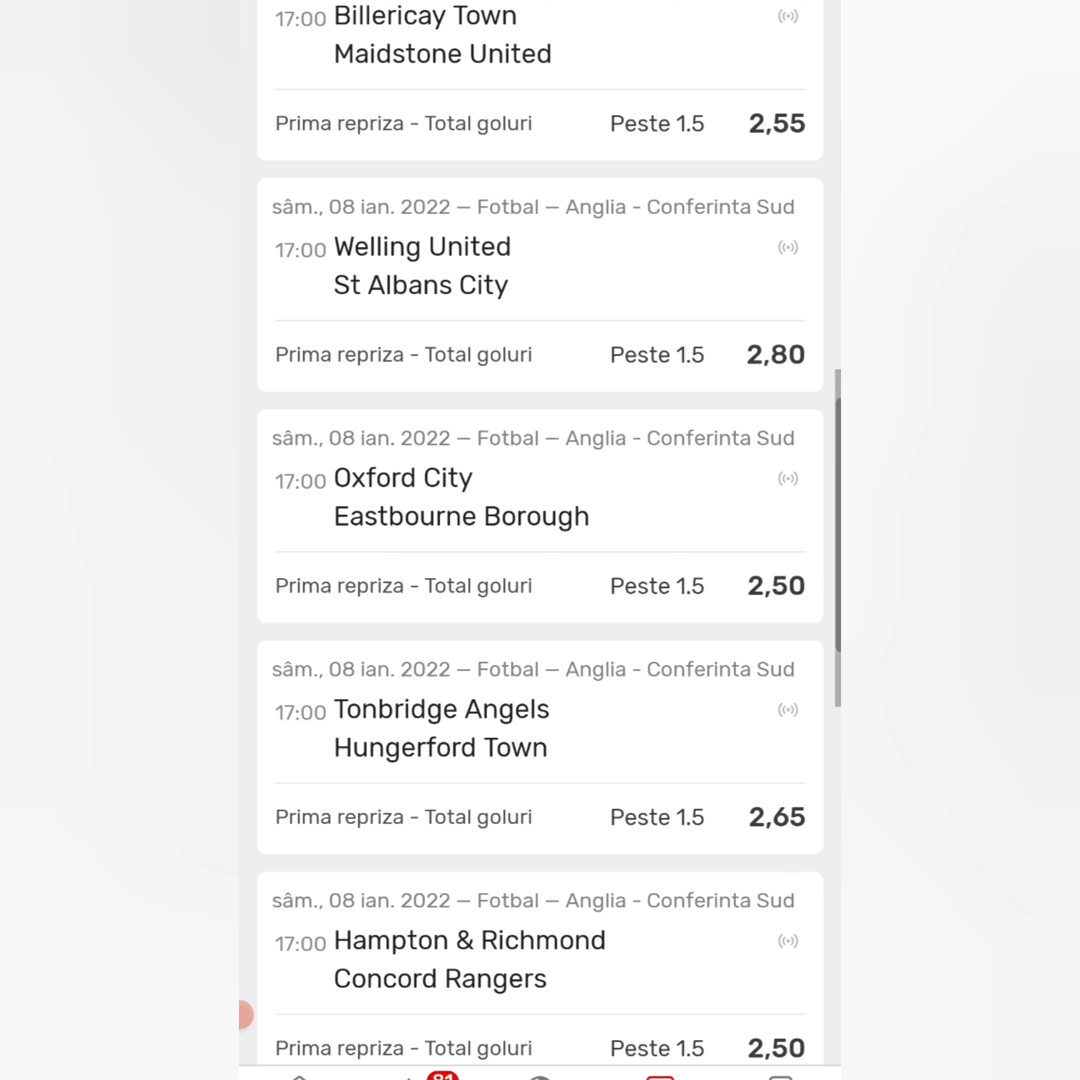 17:00 Billericay Town
Maidstone United
Prima repriza - Total goluri Peste 1.5 2,55
sâm., 08 ian. 2022 — Fotbal — Anglia - Conferinta Sud
17:00 Welling United
St Albans City
Prima repriza - Total goluri Peste 1.5 2,80
sâm., 08 ian. 2022 — Fotbal — Anglia - Conferinta Sud
17:00 Oxford City
Eastbourne Borough
Prima repriza - Total goluri Peste 1.5 2,50
sâm., 08 ian. 2022 — Fotbal — Anglia - Conferinta Sud
17:00 Tonbridge Angels
Hungerford Town
Prima repriza - Total goluri Peste 1.5 2,65
sâm., 08 ian. 2022 — Fotbal — Anglia - Conferinta Sud
17:00 Hampton & Richmond
Concord Rangers
Prima repriza - Total goluri Peste 1.5 2,50